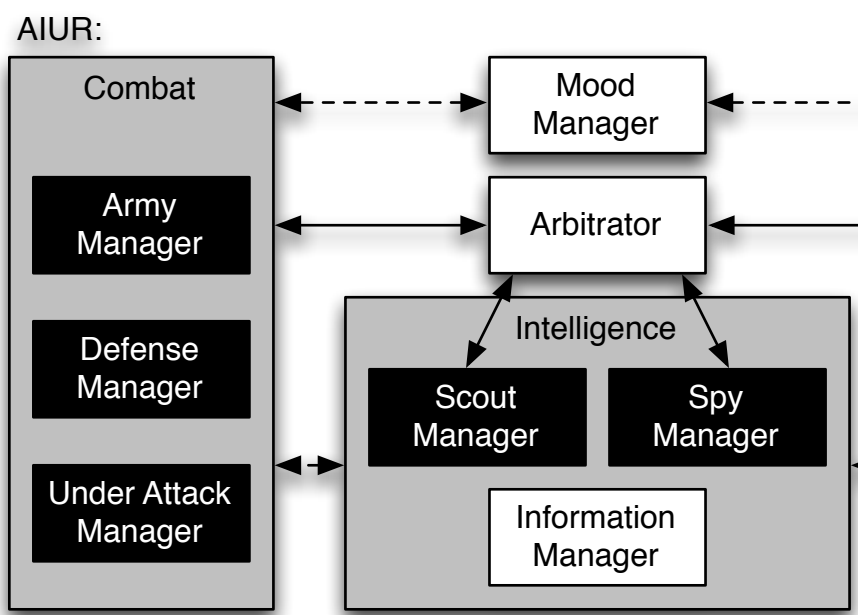 AIUR:
Combat
Army
Manager
Defense
Manager
Under Attack
Manager
Mood
Manager
Arbitrator
Intelligence
Scout
Manager
Spy
Manager
Information
Manager